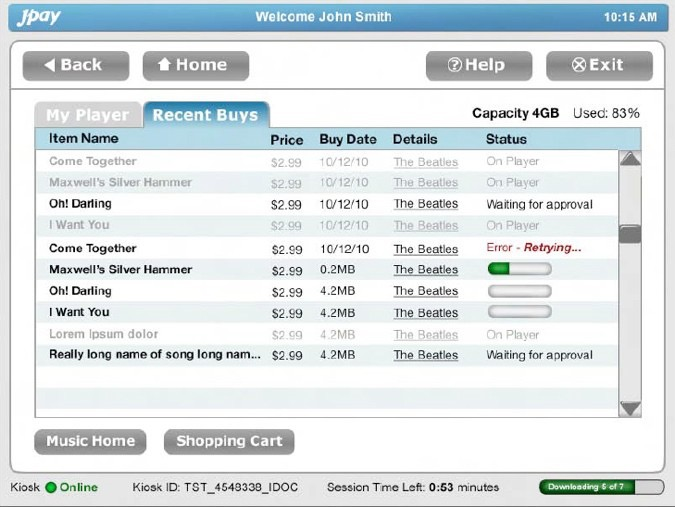 Jpay Welcome John Smith 10:15 AM
Back Home Help Exit
My Player Recent Buys Capacity 4GB Used: 83%
Item Name Price Buy Date Details Status
Come Together $2.99 10/12/10 The Beatles On Player
Maxwell's Silver Hammer $2.99 10/12/10 The Beatles On Player
Oh! Darling $2.99 10/12/10 The Beatles Waiting for approval
I Want You $2.99 10/12/10 The Beatles On Player
Come Together $2.99 10/12/10 The Beatles Error - Retrying...
Maxwell's Silver Hammer $2.99 0.2MB The Beatles
Oh! Darling $2.99 4.2MB The Beatles
I Want You $2.99 4.2MB The Beatles
Lorem Ipsum dolor $2.99 4.2MB The Beatles On Player
Really long name of song long nam... $2.99 4.2MB The Beatles Waiting for approval
Music Home Shopping Cart
Kiosk Online Kiosk ID: TST_4548338_IDOC Session Time Left: 0:53 minutes Downloading 5 of 7